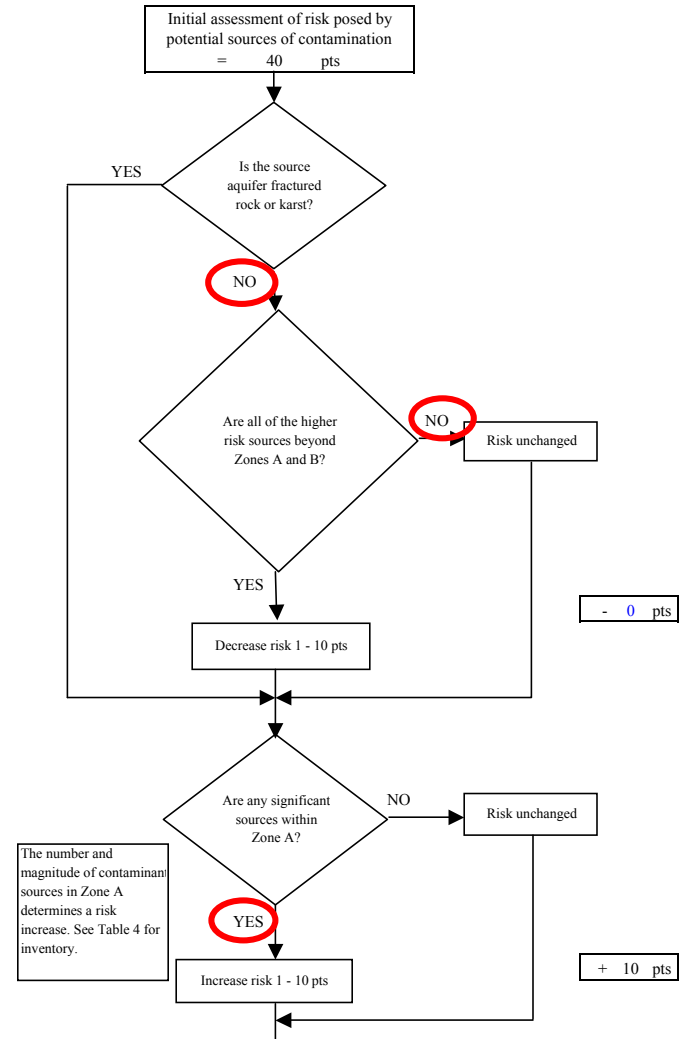 Initial assessment of risk posed by
potential sources of contamination
= 40 pts
YES
Is the source
aquifer fractured
rock or karst?
NO
Are all of the higher
risk sources beyond
Zones A and B?
NO
Risk unchanged
YES
- 0 pts
Decrease risk 1 - 10 pts
Are any significant
sources within
Zone A?
NO
Risk unchanged
The number and
magnitude of contaminant
sources in Zone A
determines a risk
increase. See Table 4 for
inventory.
YES
Increase risk 1 - 10 pts
+ 10 pts